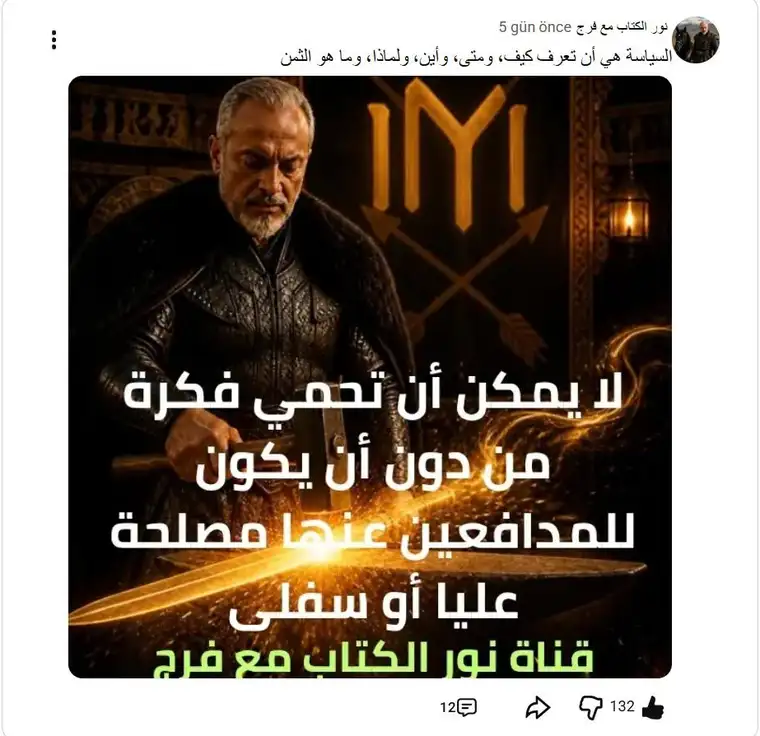 نور الكتاب مع فرج 5 gün önce
السياسة هي أن تعرف كيف، ومتى، وأين، ولماذا، وما هو الثمن
IYI
لا يمكن أن تحمي فكرة
من دون أن يكون
للمدافعين عنها مصلحة
عليا أو سفلى
قناة نور الكتاب مع فرج
132
12